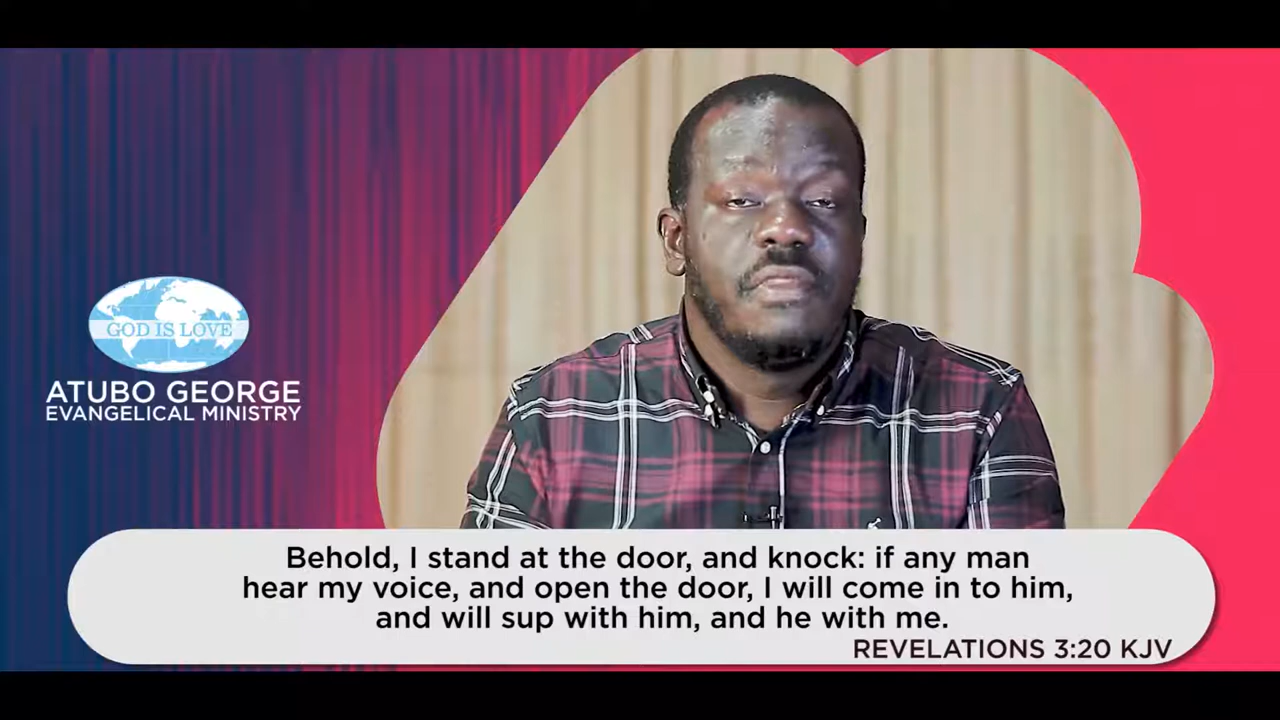 GOD IS LOVE
ATUBO GEORGE
EVANGELICAL MINISTRY
Behold, I stand at the door, and knock: if any man
hear my voice, and open the door, I will come in to him,
and will sup with him, and he with me.
REVELATIONS 3:20 KJV